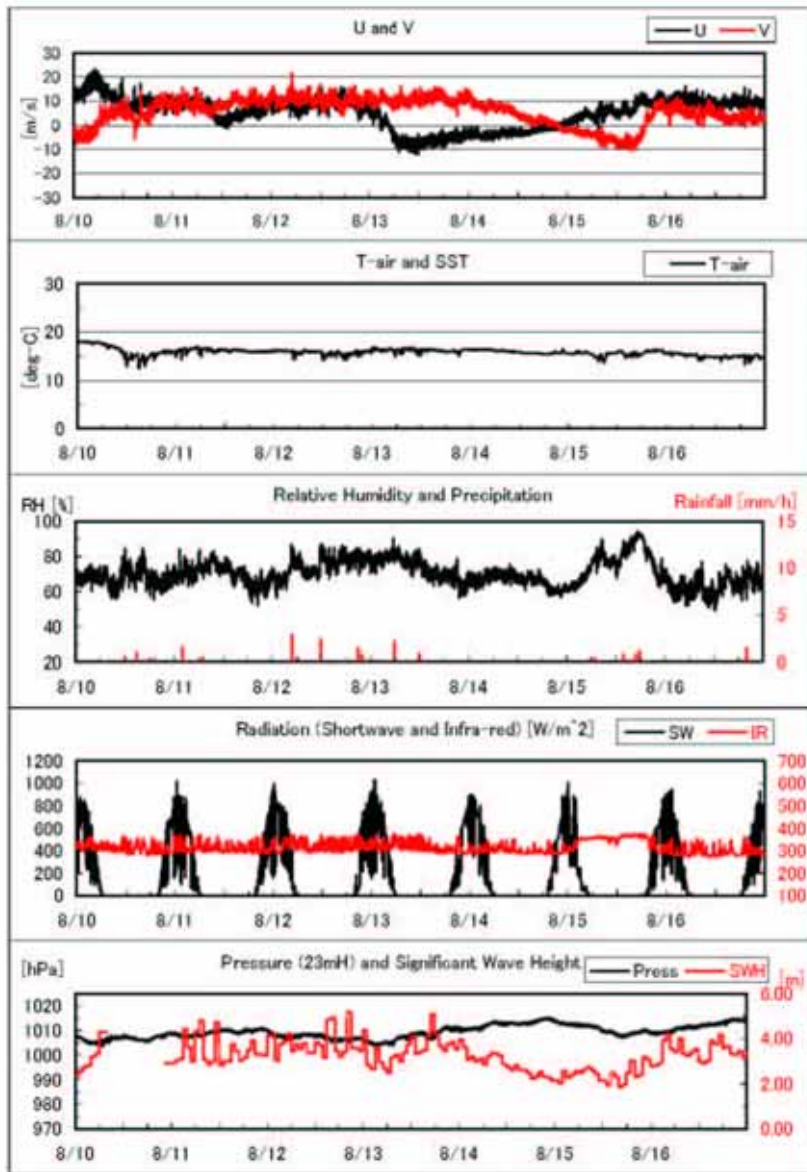 U and V
U V
[m/s]
30
20
10
0
-10
-20
-30
8/10 8/11 8/12 8/13 8/14 8/15 8/16
T-air and SST
T-air
[deg-C]
30
20
10
0
8/10 8/11 8/12 8/13 8/14 8/15 8/16
Relative Humidity and Precipitation
RH [%]
Rainfall [mm/h]
100 15
80
10
60
5
40
20 0
8/10 8/11 8/12 8/13 8/14 8/15 8/16
Radiation (Shortwave and Infra-red) [W/m^2]
SW IR
1200 700
1000 600
800 500
600 400
400 300
200 200
0 100
8/10 8/11 8/12 8/13 8/14 8/15 8/16
Pressure (23mH) and Significant Wave Height
Press SWH
[hPa] [m]
1020 6.00
1010 4.00
1000
990 2.00
980
970 0.00
8/10 8/11 8/12 8/13 8/14 8/15 8/16